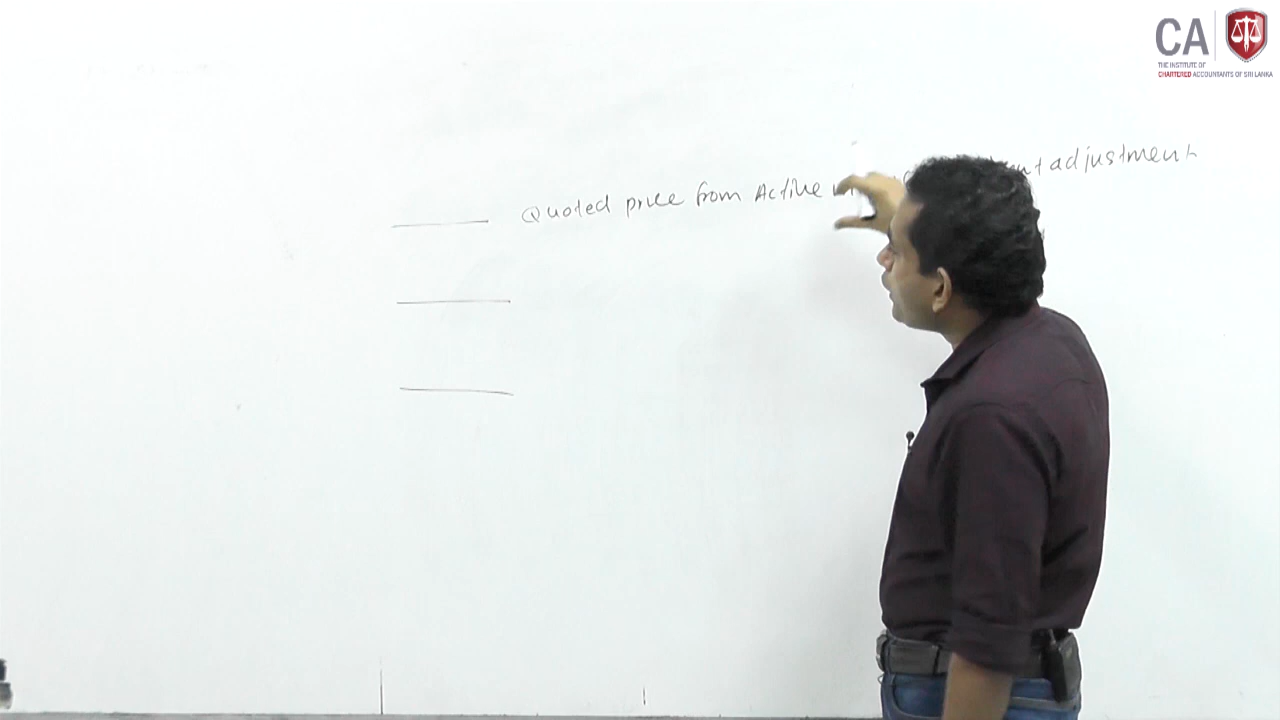 CA
THE INSTITUTE OF
CHARTERED ACCOUNTANTS OF SRI LANKA
Quoted price from Active adjustment